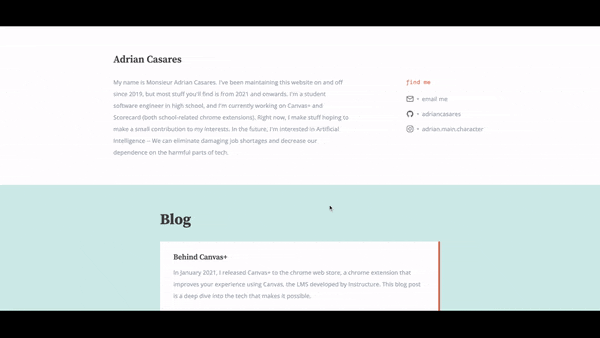 Adrian Casares
My name is Monsieur Adrian Casares. I've been maintaining this website on and off
since 2019, but most stuff you'll find is from 2021 and onwards. I'm a student
software engineer in high school, and I'm currently working on Canvas+ and
Scorecard (both school-related chrome extensions). Right now, I make stuff hoping to
make a small contribution to my interests. In the future, I'm interested in Artificial
Intelligence -- We can eliminate damaging job shortages and decrease our
dependence on the harmful parts of tech.
find me
• email me
• adriancasares
• adrian.main.character
Blog
Behind Canvas+
In January 2021, I released Canvas+ to the chrome web store, a chrome extension that
improves your experience using Canvas, the LMS developed by Instructure. This blog post
is a deep dive into the tech that makes it possible.